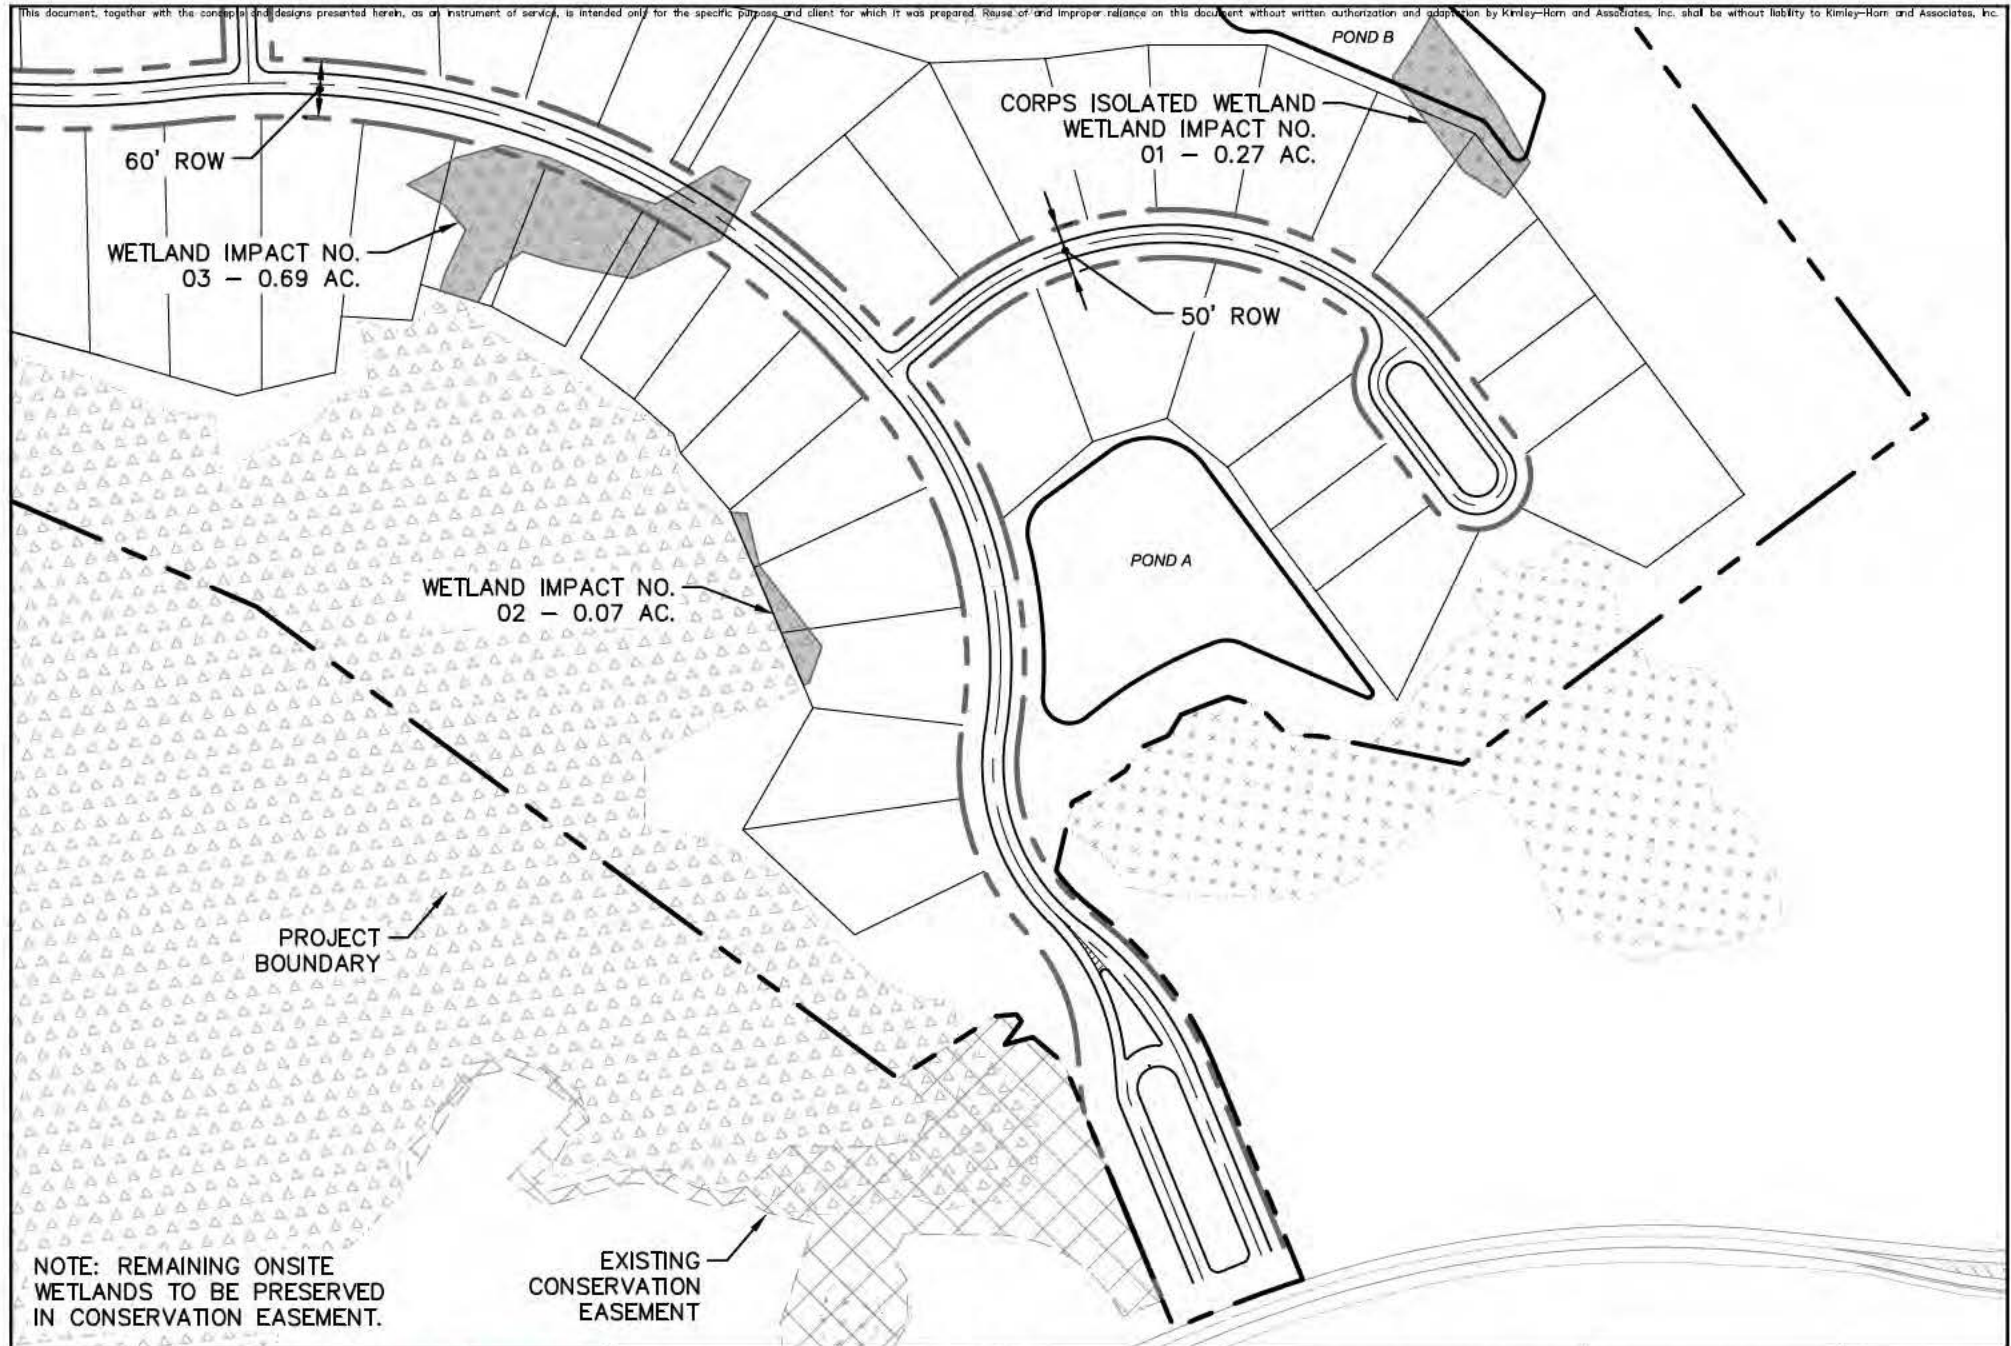 This document, together with the concepts and designs presented herein, as an instrument of service, is intended only for the specific purpose and client for which it was prepared. Reuse of and improper reliance on this document without written authorization and adaptation by Kimley-Horn and Associates, Inc. shall be without liability to Kimley-Horn and Associates, Inc.
POND B
CORPS ISOLATED WETLAND
WETLAND IMPACT NO.
01 - 0.27 AC.
60' ROW
WETLAND IMPACT NO.
03 - 0.69 AC.
50' ROW
POND A
WETLAND IMPACT NO.
02 - 0.07 AC.
PROJECT
BOUNDARY
NOTE: REMAINING ONSITE
WETLANDS TO BE PRESERVED
IN CONSERVATION EASEMENT.
EXISTING
CONSERVATION
EASEMENT